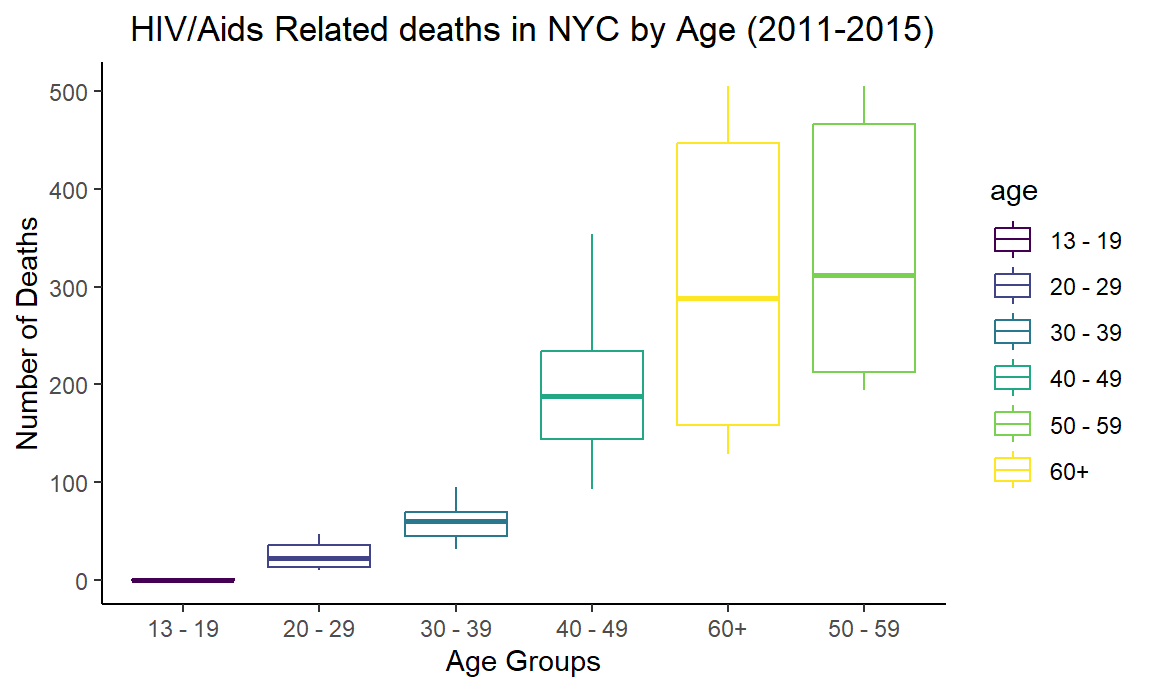 HIV/Aids Related deaths in NYC by Age (2011-2015)
Number of Deaths
500
400
300
200
100
0
13 - 19
20 - 29
30 - 39
40 - 49
60+
50 - 59
Age Groups
age
13 - 19
20 - 29
30 - 39
40 - 49
50 - 59
60+